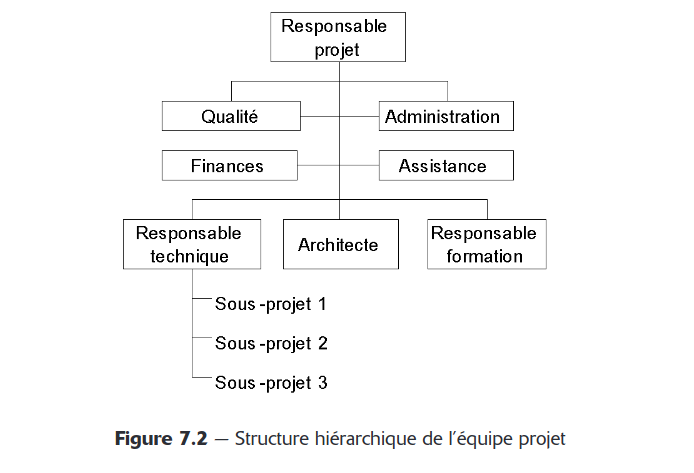 Responsable
projet
Qualité
Administration
Finances
Assistance
Responsable
technique
Architecte
Responsable
formation
Sous-projet 1
Sous-projet 2
Sous-projet 3
Figure 7.2 — Structure hiérarchique de l'équipe projet